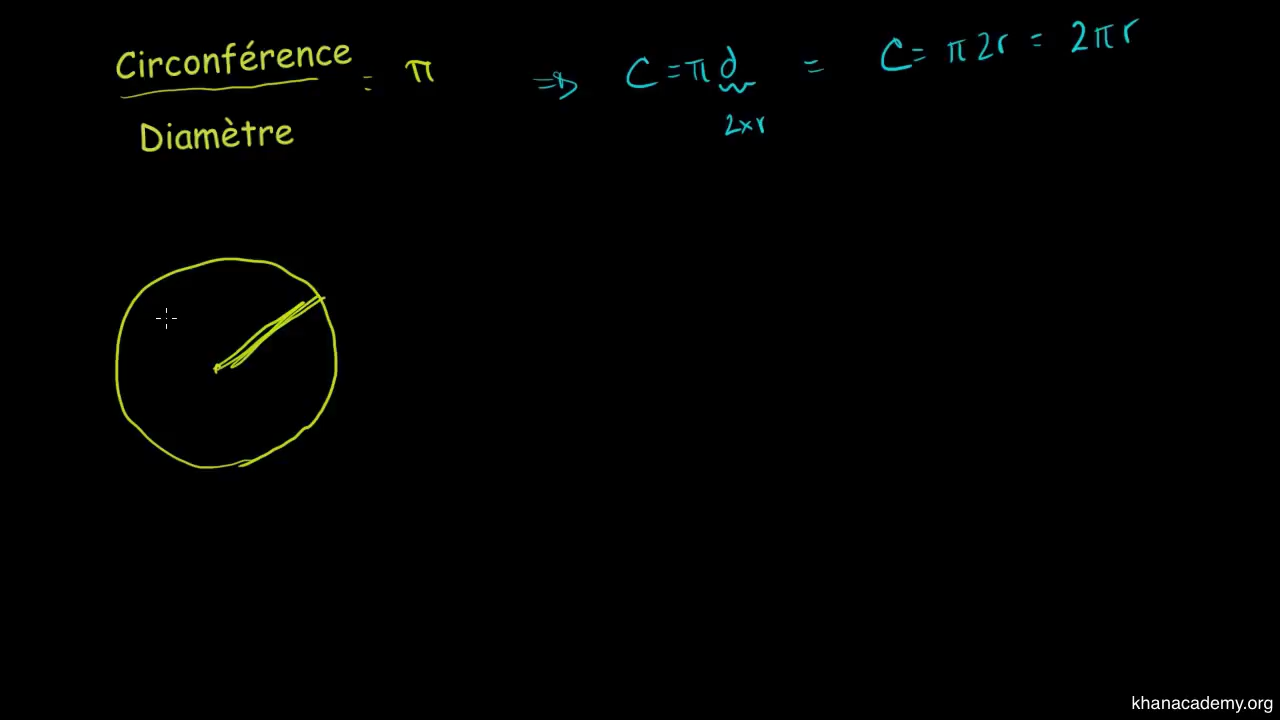 Circonférence
Diamètre
= π
⇒ C = π d = C = π 2r = 2πr
2×r
khanacademy.org